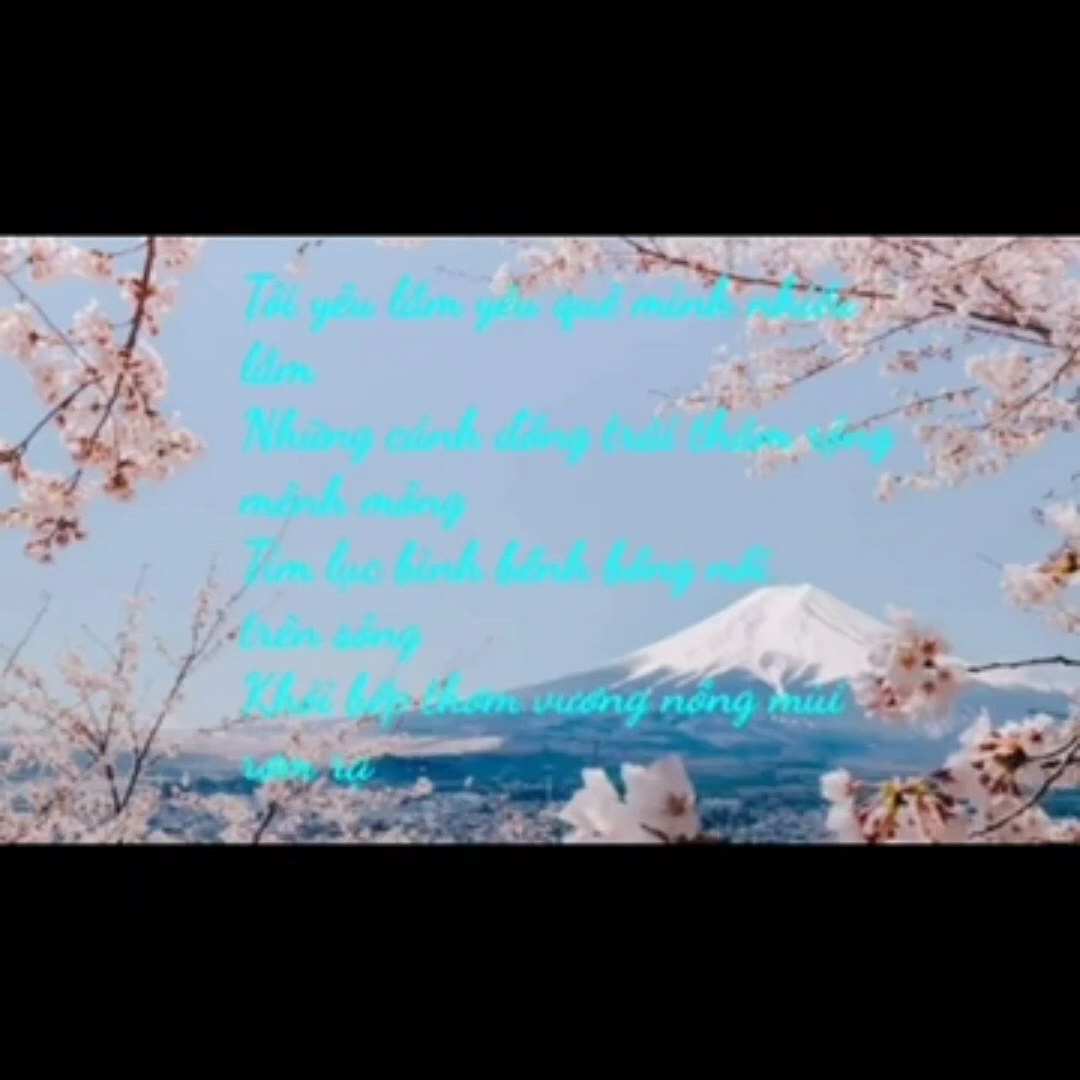 Tôi yêu lắm yêu quê mình nhiều
lắm
Những cánh đồng trải thảm rộng
mênh mông
Tím lục bình bềnh bồng nổi
trên sông
Khói bếp thơm vương nồng mùi
rơm rạ